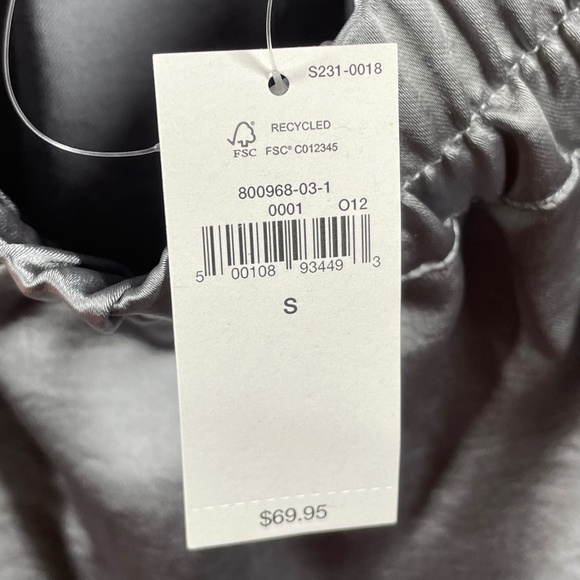 S231-0018
RECYCLED
FSC FSC® C012345
800968-03-1
0001 O12
5 00108 93449 3
S
$69.95